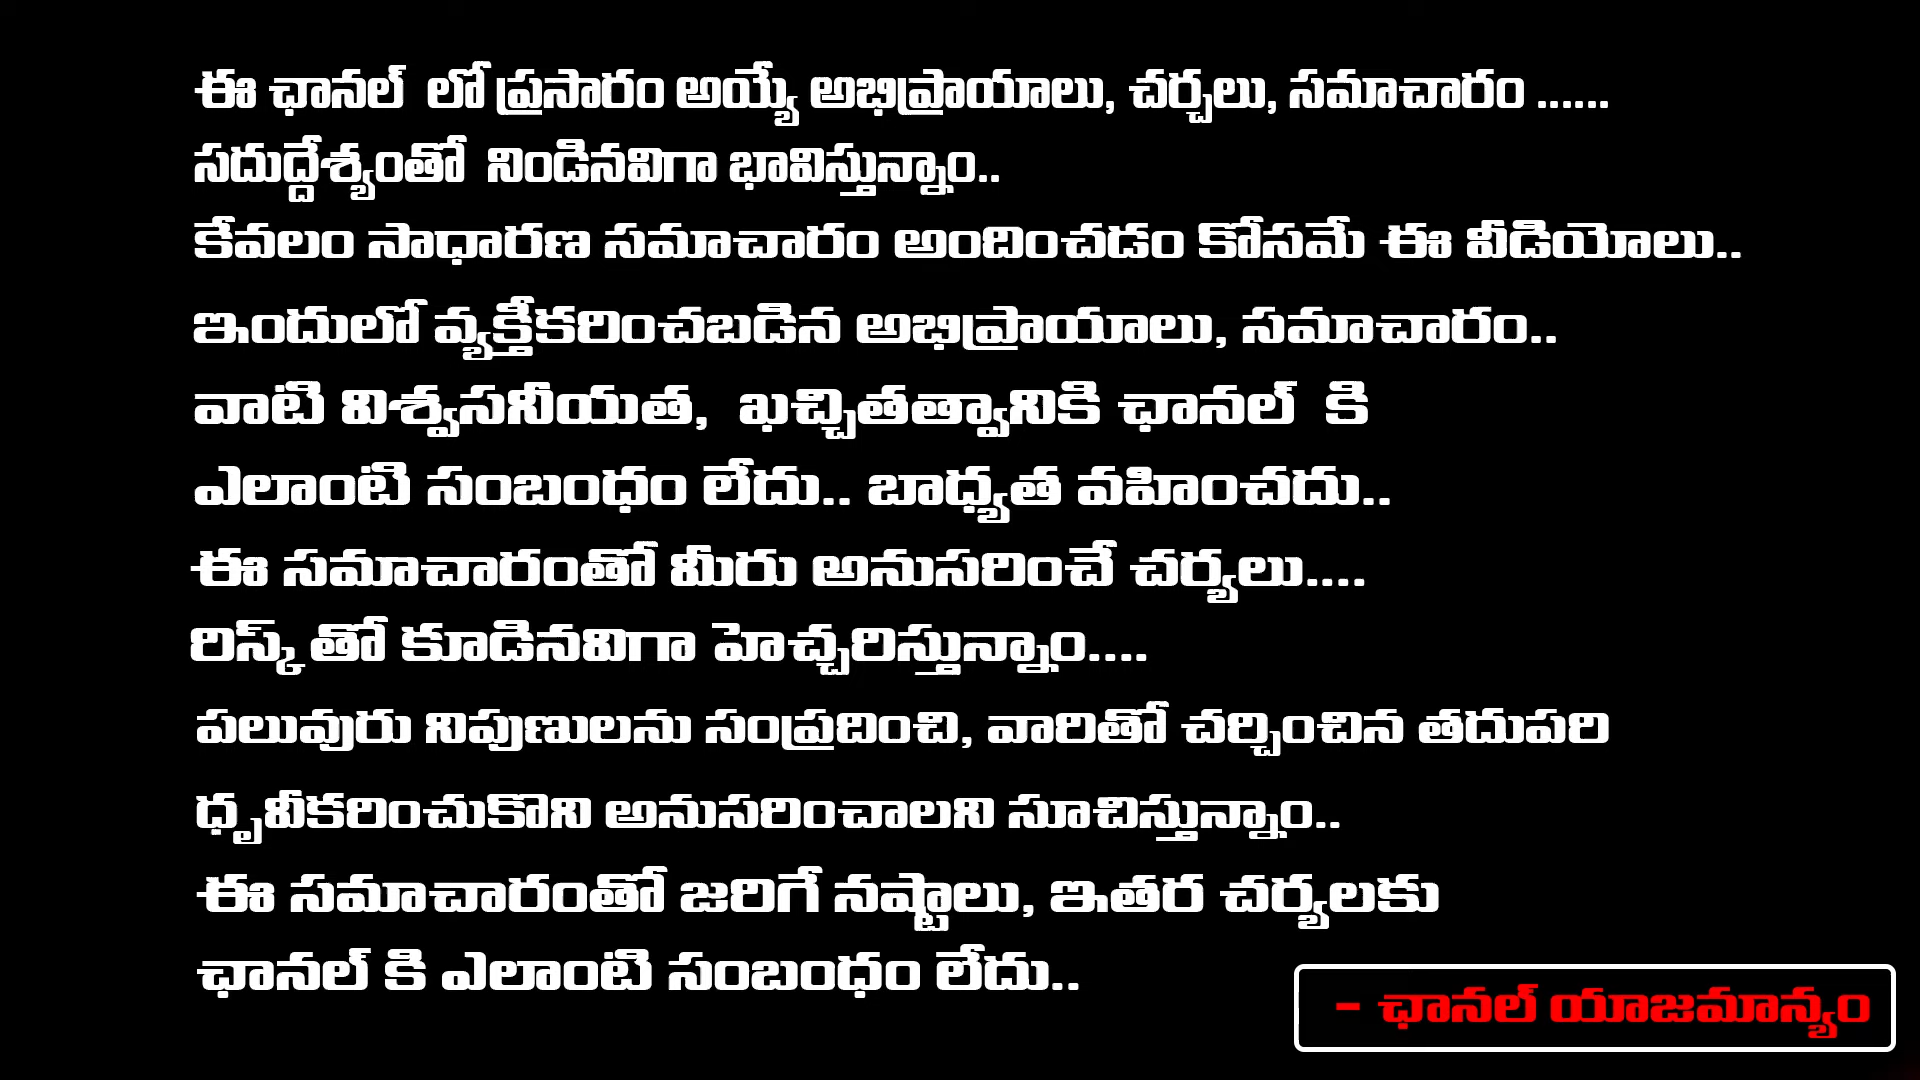 ఈ ఛానల్ లో ప్రసారం అయ్యే అభిప్రాయాలు, చర్చలు, సమాచారం ......
సదుద్దేశ్యంతో నిండినవిగా భావిస్తున్నాం..
కేవలం సాధారణ సమాచారం అందించడం కోసమే ఈ వీడియోలు..
ఇందులో వ్యక్తీకరించబడిన అభిప్రాయాలు, సమాచారం..
వాటి విశ్వసనీయత, ఖచ్చితత్వానికి ఛానల్ కి
ఎలాంటి సంబంధం లేదు.. బాధ్యత వహించదు..
ఈ సమాచారంతో మీరు అనుసరించే చర్యలు....
రిస్క్ తో కూడినవిగా హెచ్చరిస్తున్నాం....
పలువురు నిపుణులను సంప్రదించి, వారితో చర్చించిన తదుపరి
ధృవీకరించుకొని అనుసరించాలని సూచిస్తున్నాం..
ఈ సమాచారంతో జరిగే నష్టాలు, ఇతర చర్యలకు
ఛానల్ కి ఎలాంటి సంబంధం లేదు..
- ఛానల్ యాజమాన్యం